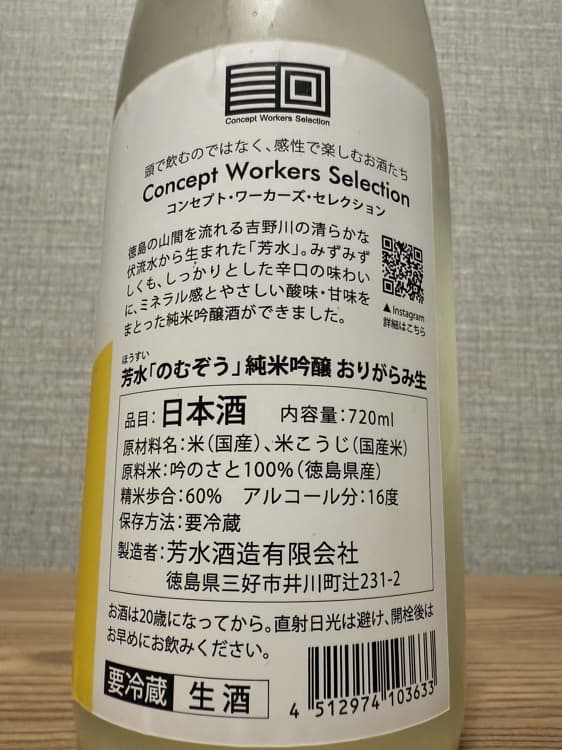 Concept Workers Selection
頭で飲むのではなく、感性で楽しむお酒たち
Concept Workers Selection
コンセプト・ワーカーズ・セレクション
徳島の山間を流れる吉野川の清らかな
伏流水から生まれた「芳水」。みずみず
しくも、しっかりとした辛口の味わい
に、ミネラル感とやさしい酸味・甘味を
まとった純米吟醸酒ができました。
▲Instagram
詳細はこちら
ほうすい
芳水「のむぞう」純米吟醸 おりがらみ生
品目：日本酒 内容量：720ml
原材料名：米（国産）、米こうじ（国産米）
原料米：吟のさと100％（徳島県産）
精米歩合：60％ アルコール分：16度
保存方法：要冷蔵
製造者：芳水酒造有限会社
徳島県三好市井川町辻231-2
お酒は20歳になってから。直射日光は避け、開栓後は
お早めにお飲みください。
要冷蔵 生酒
4 512974 103633